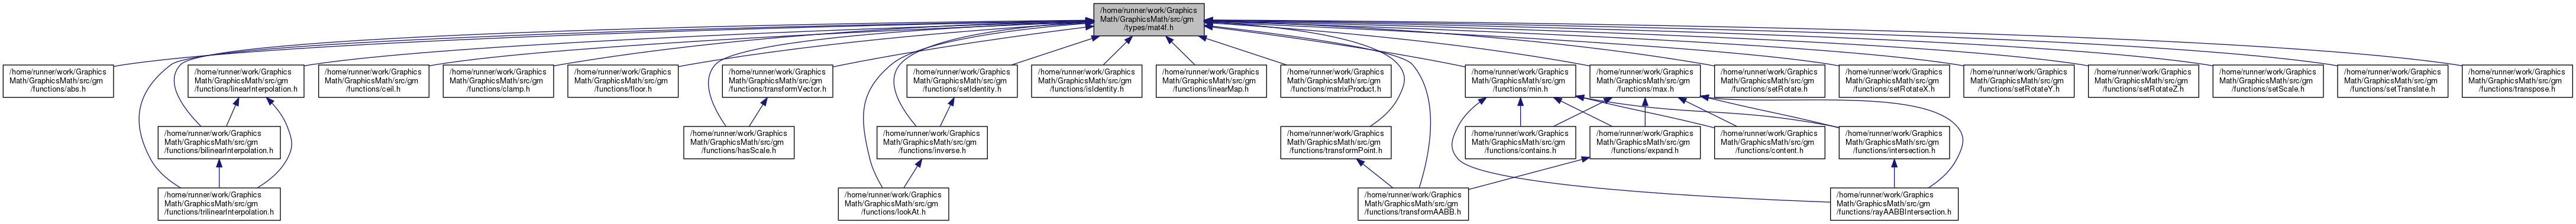 /home/runner/work/Graphics
Math/GraphicsMath/src/gm
/types/mat4f.h
/home/runner/work/Graphics
Math/GraphicsMath/src/gm
/functions/abs.h
/home/runner/work/Graphics
Math/GraphicsMath/src/gm
/functions/linearInterpolation.h
/home/runner/work/Graphics
Math/GraphicsMath/src/gm
/functions/ceil.h
/home/runner/work/Graphics
Math/GraphicsMath/src/gm
/functions/clamp.h
/home/runner/work/Graphics
Math/GraphicsMath/src/gm
/functions/floor.h
/home/runner/work/Graphics
Math/GraphicsMath/src/gm
/functions/transformVector.h
/home/runner/work/Graphics
Math/GraphicsMath/src/gm
/functions/setIdentity.h
/home/runner/work/Graphics
Math/GraphicsMath/src/gm
/functions/isIdentity.h
/home/runner/work/Graphics
Math/GraphicsMath/src/gm
/functions/linearMap.h
/home/runner/work/Graphics
Math/GraphicsMath/src/gm
/functions/matrixProduct.h
/home/runner/work/Graphics
Math/GraphicsMath/src/gm
/functions/min.h
/home/runner/work/Graphics
Math/GraphicsMath/src/gm
/functions/max.h
/home/runner/work/Graphics
Math/GraphicsMath/src/gm
/functions/setRotate.h
/home/runner/work/Graphics
Math/GraphicsMath/src/gm
/functions/setRotateX.h
/home/runner/work/Graphics
Math/GraphicsMath/src/gm
/functions/setRotateY.h
/home/runner/work/Graphics
Math/GraphicsMath/src/gm
/functions/setRotateZ.h
/home/runner/work/Graphics
Math/GraphicsMath/src/gm
/functions/setScale.h
/home/runner/work/Graphics
Math/GraphicsMath/src/gm
/functions/setTranslate.h
/home/runner/work/Graphics
Math/GraphicsMath/src/gm
/functions/transpose.h
/home/runner/work/Graphics
Math/GraphicsMath/src/gm
/functions/bilinearInterpolation.h
/home/runner/work/Graphics
Math/GraphicsMath/src/gm
/functions/hasScale.h
/home/runner/work/Graphics
Math/GraphicsMath/src/gm
/functions/inverse.h
/home/runner/work/Graphics
Math/GraphicsMath/src/gm
/functions/transformPoint.h
/home/runner/work/Graphics
Math/GraphicsMath/src/gm
/functions/contains.h
/home/runner/work/Graphics
Math/GraphicsMath/src/gm
/functions/expand.h
/home/runner/work/Graphics
Math/GraphicsMath/src/gm
/functions/content.h
/home/runner/work/Graphics
Math/GraphicsMath/src/gm
/functions/intersection.h
/home/runner/work/Graphics
Math/GraphicsMath/src/gm
/functions/trilinearInterpolation.h
/home/runner/work/Graphics
Math/GraphicsMath/src/gm
/functions/lookAt.h
/home/runner/work/Graphics
Math/GraphicsMath/src/gm
/functions/transformAABB.h
/home/runner/work/Graphics
Math/GraphicsMath/src/gm
/functions/rayAABBIntersection.h